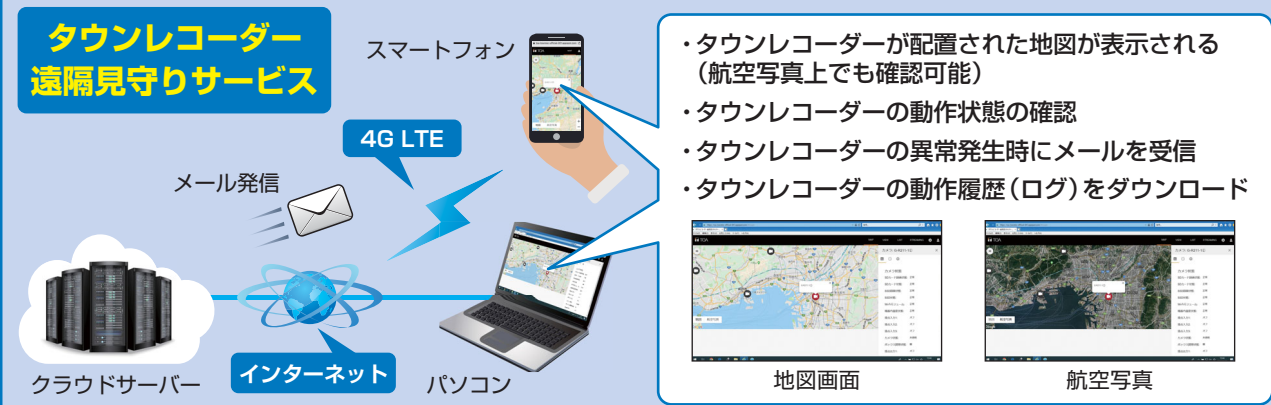 タウンレコーダー
遠隔見守りサービス
スマートフォン
4G LTE
メール発信
クラウドサーバー
インターネット
パソコン
・タウンレコーダーが配置された地図が表示される
（航空写真上でも確認可能）
・タウンレコーダーの動作状態の確認
・タウンレコーダーの異常発生時にメールを受信
・タウンレコーダーの動作履歴（ログ）をダウンロード
TOA
TOA
地図画面
航空写真